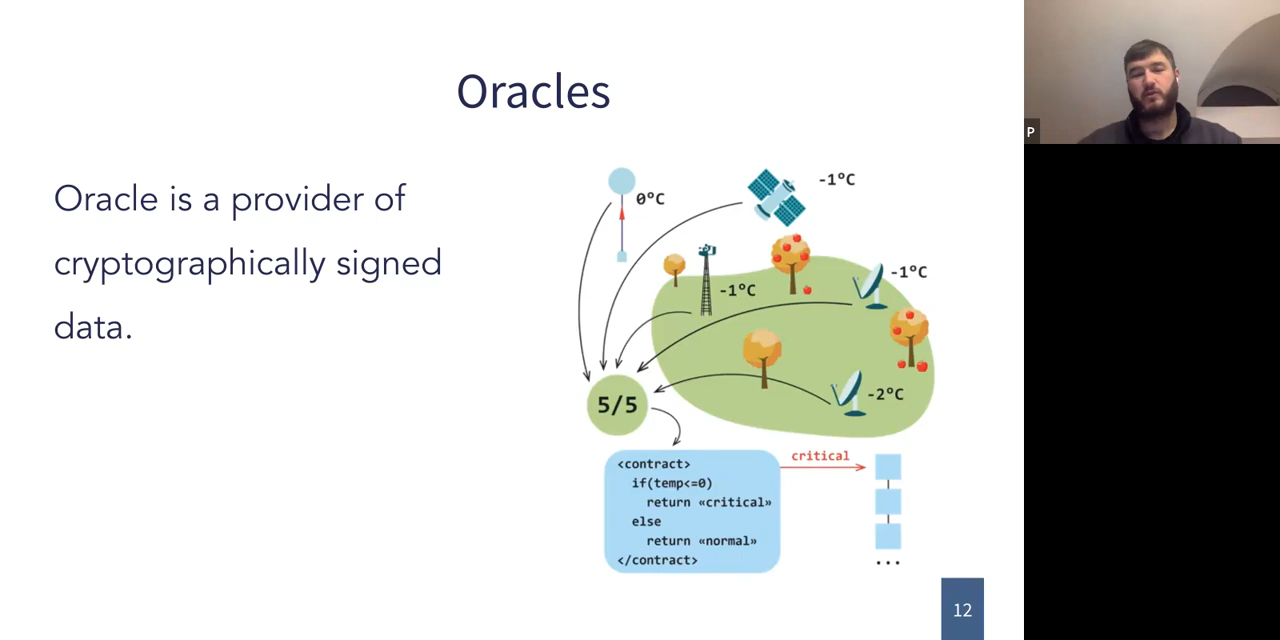 Oracles
Oracle is a provider of
cryptographically signed
data.
0°C
-1°C
-1°C
-1°C
-2°C
5/5
<contract>
if(temp<=0)
return «critical»
else
return «normal»
</contract>
critical
...
12
P